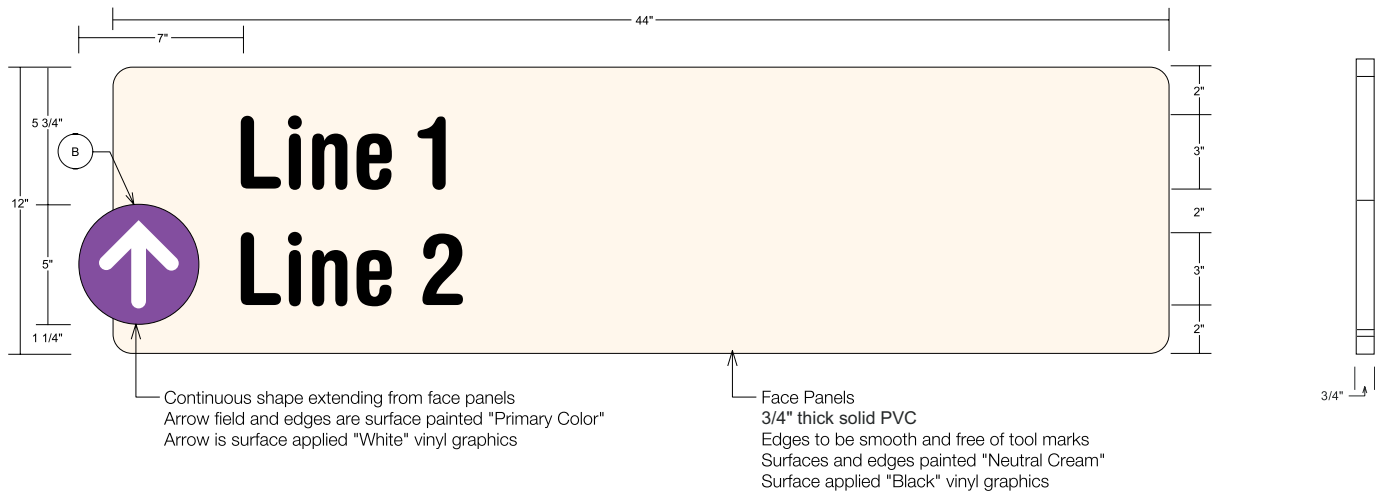 44"
7"
5 3/4"
B
12"
5"
1 1/4"
Line 1
Line 2
2"
3"
2"
3"
2"
3/4"
Continuous shape extending from face panels
Arrow field and edges are surface painted "Primary Color"
Arrow is surface applied "White" vinyl graphics
Face Panels
3/4" thick solid PVC
Edges to be smooth and free of tool marks
Surfaces and edges painted "Neutral Cream"
Surface applied "Black" vinyl graphics